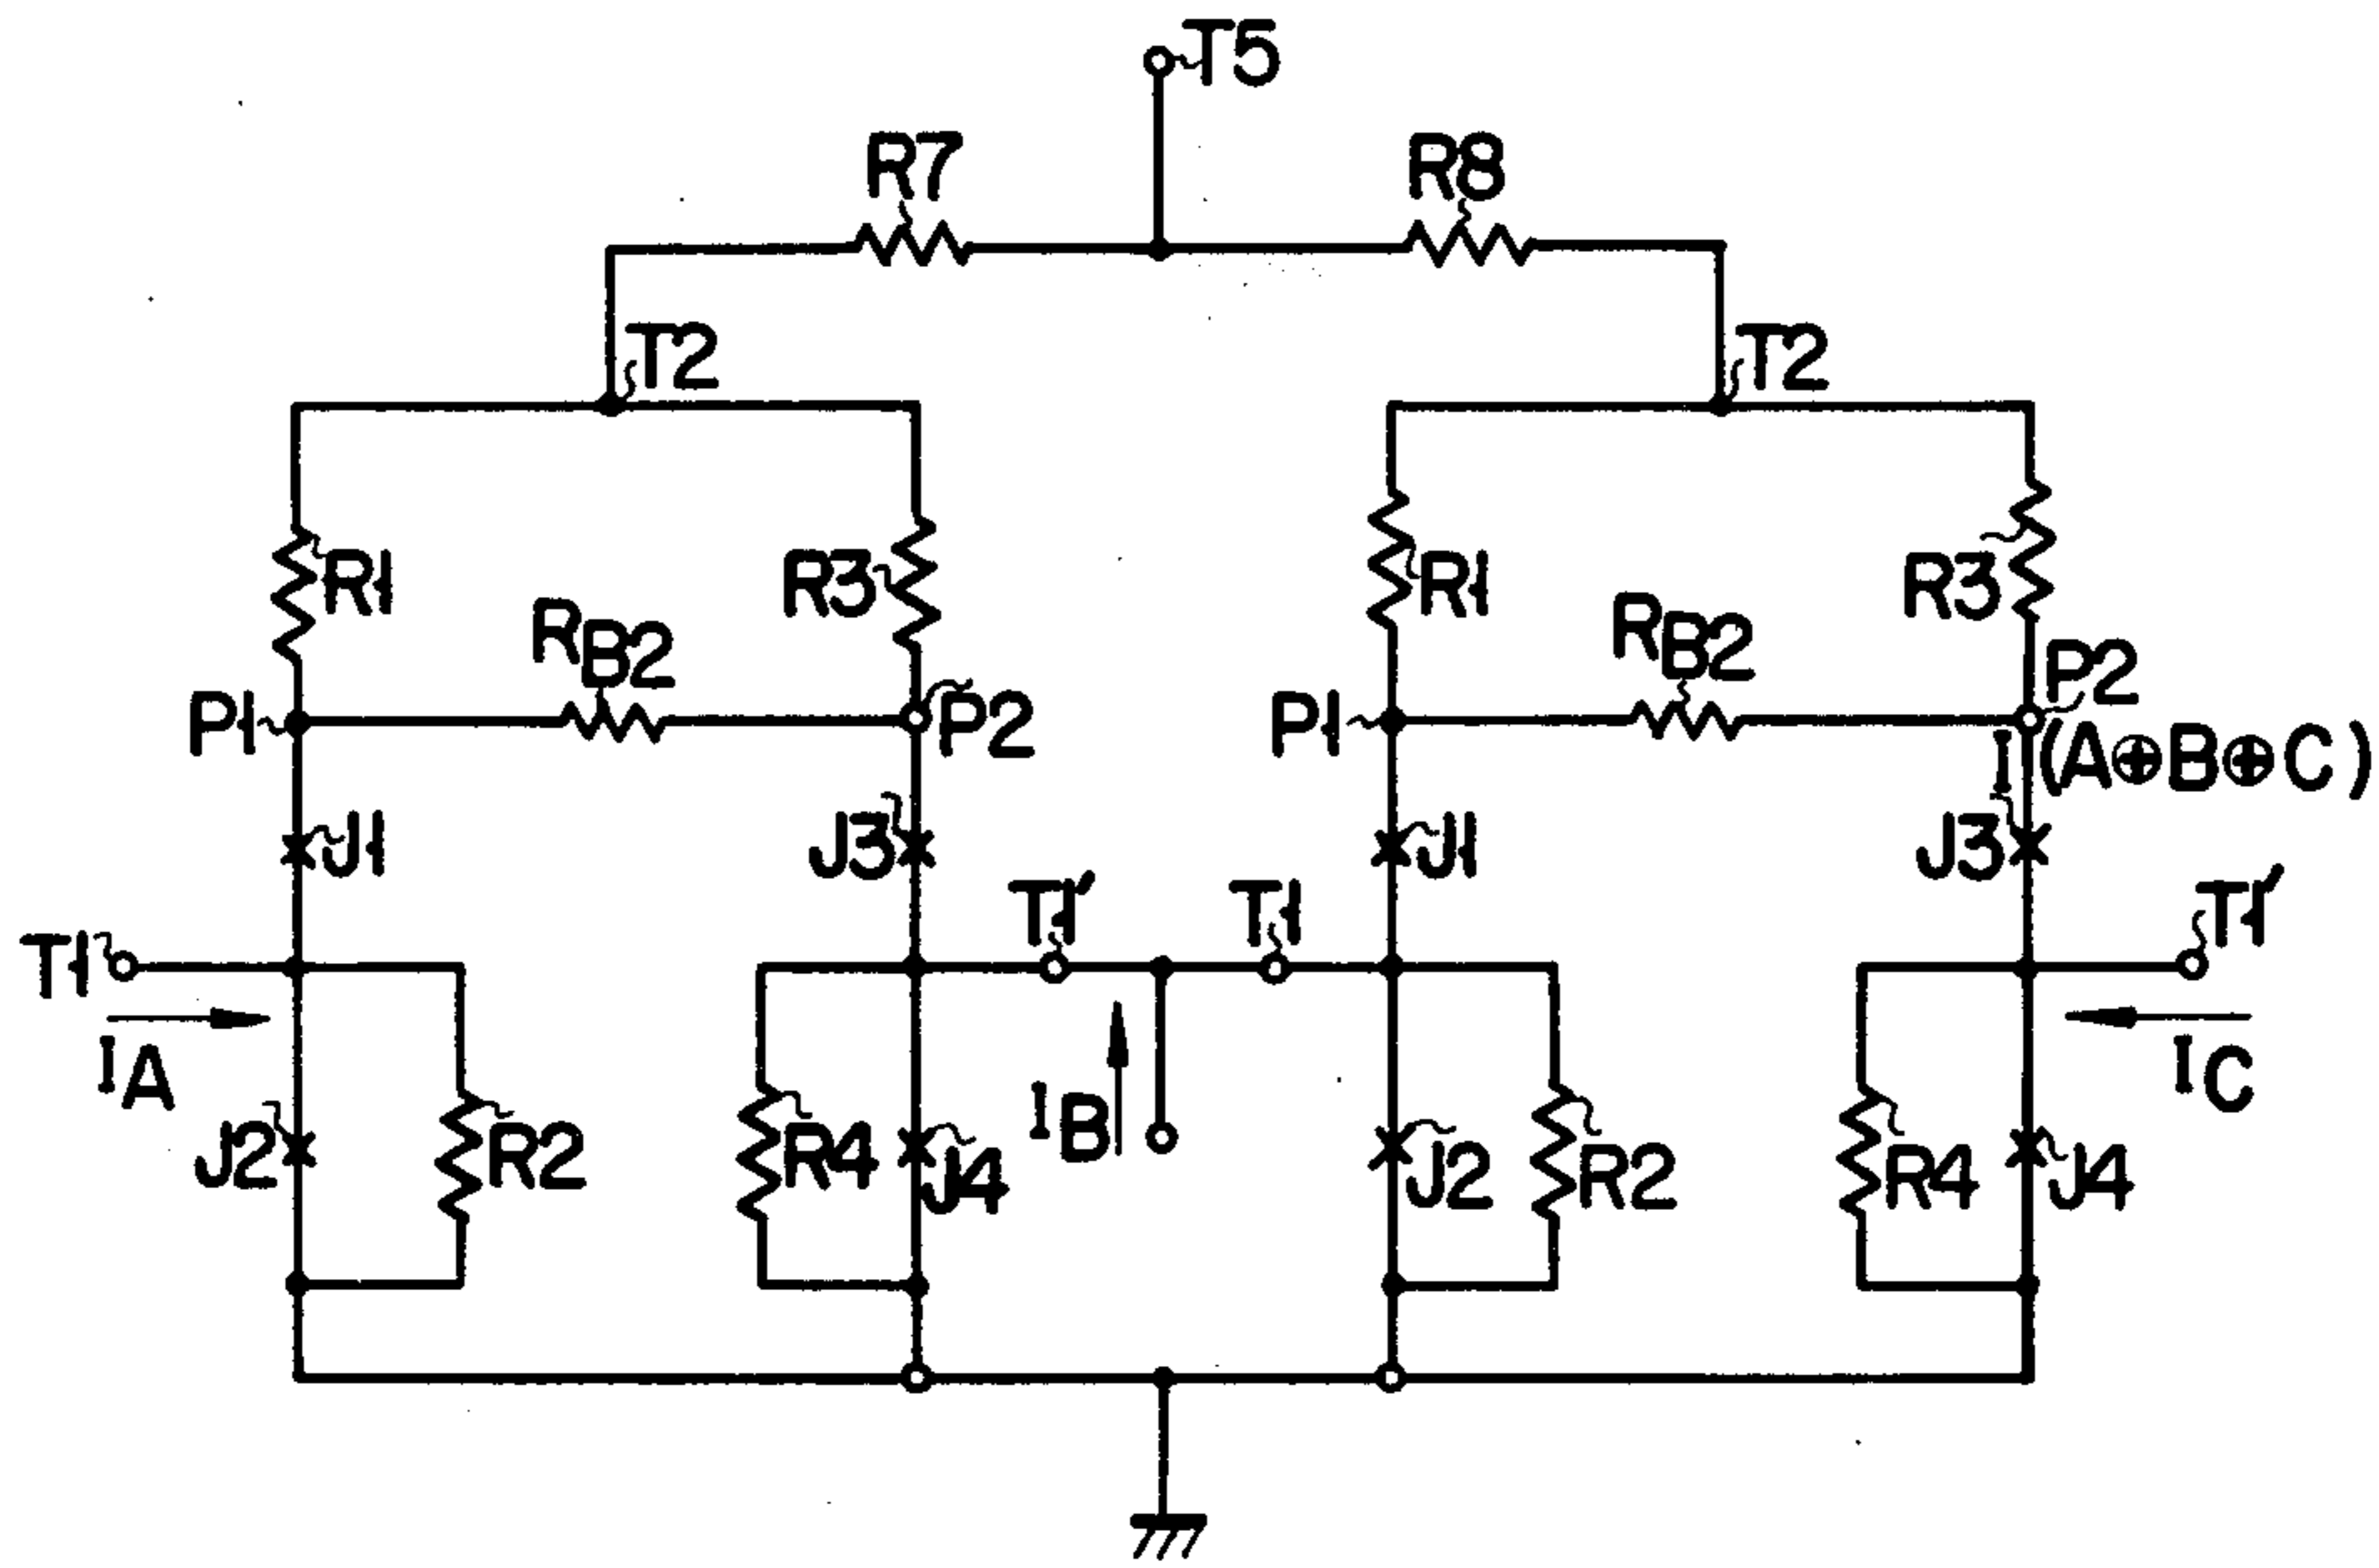 T5
R7
R8
T2
T2
R1
R3
R1
R3
RB2
RB2
P1
P2
P1
P2
I(A⊕B⊕C)
J1
J3
J1
J3
T1
T1'
T1
T1'
IA
IB
IC
J2
R2
R4
J4
J2
R2
R4
J4